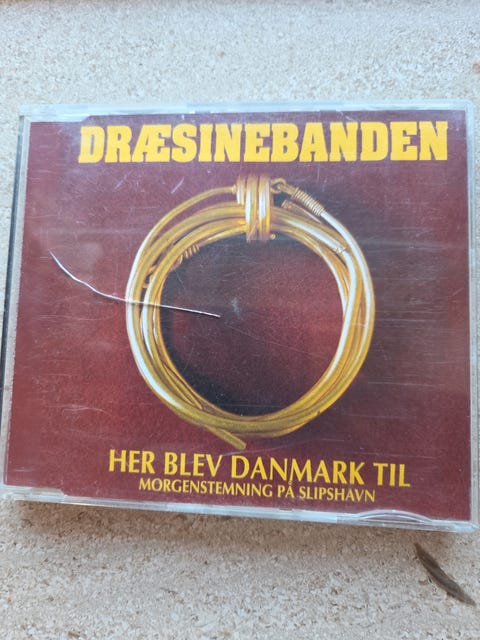 DRÆSINEBANDEN
HER BLEV DANMARK TIL
MORGENSTEMNING PÅ SLIPSHAVN